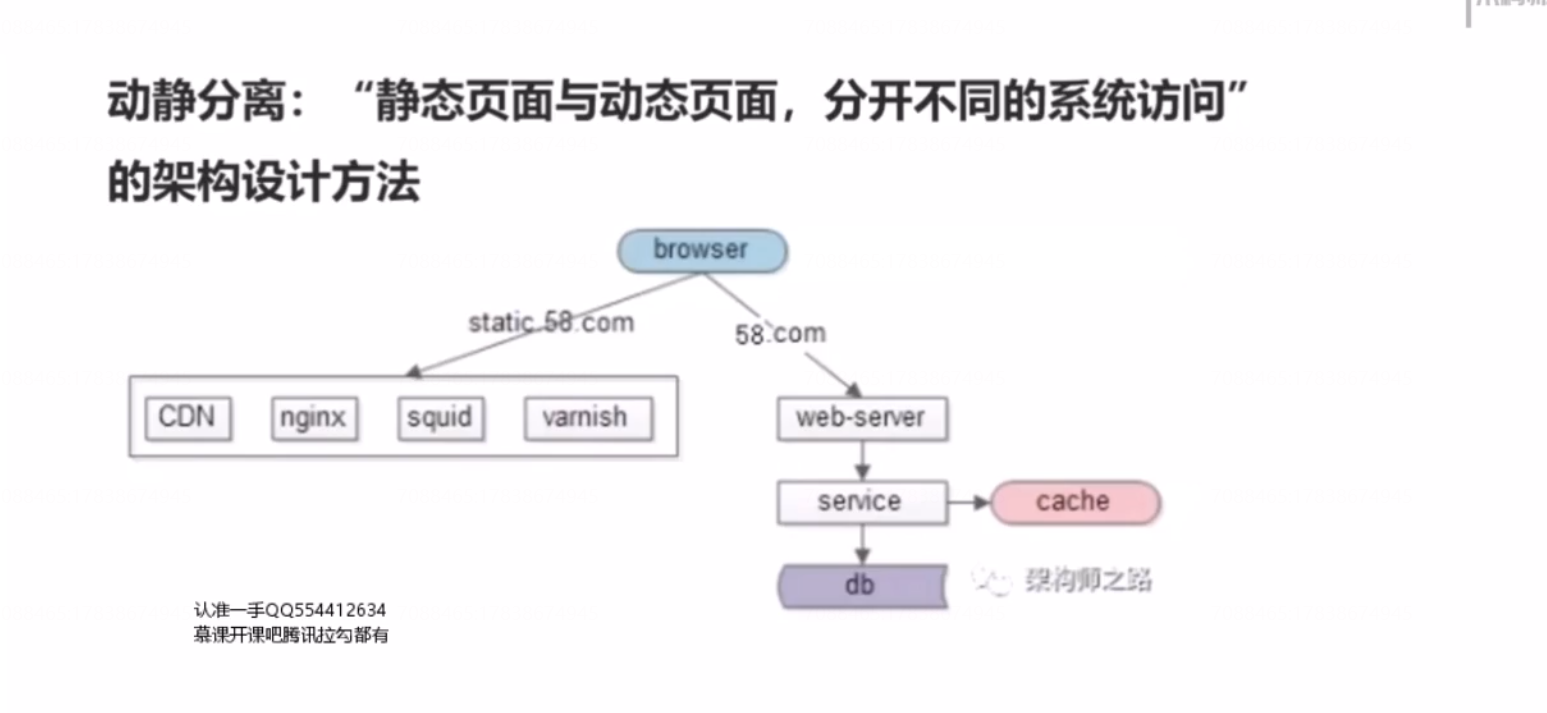 动静分离：“静态页面与动态页面，分开不同的系统访问”
的架构设计方法
browser
static.58.com
58.com
CDN
nginx
squid
varnish
web-server
service
cache
db
架构师之路
认准一手QQ554412634
慕课开课吧腾讯拉勾都有